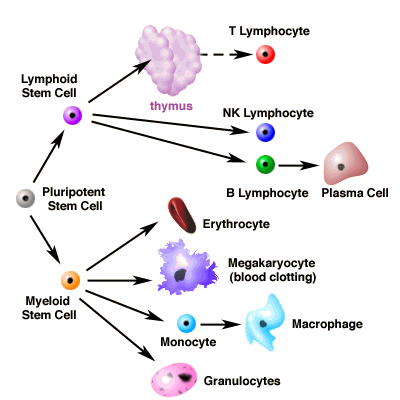 T Lymphocyte
Lymphoid
Stem Cell
thymus
NK Lymphocyte
B Lymphocyte
Plasma Cell
Pluripotent
Stem Cell
Erythrocyte
Megakaryocyte
(blood clotting)
Myeloid
Stem Cell
Monocyte
Macrophage
Granulocytes